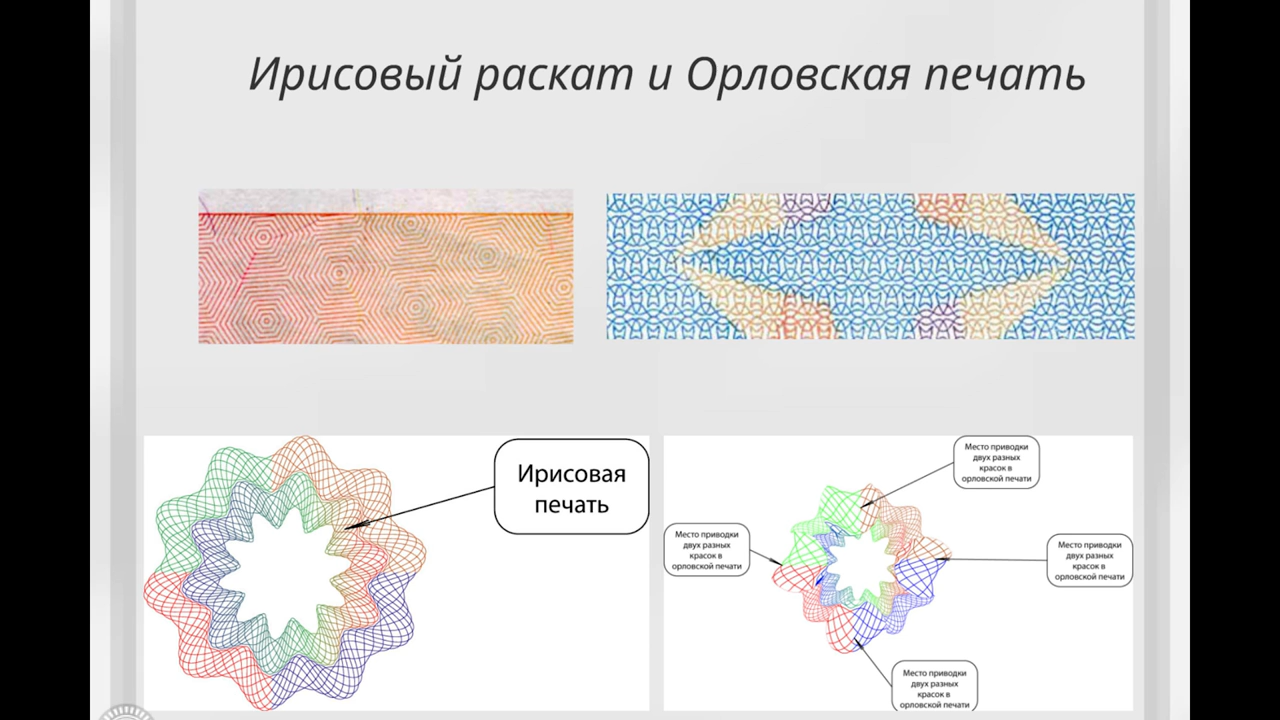 Ирисовый раскат и Орловская печать
Ирисовая
печать
Место приводки
двух разных
красок в
орловской печати
Место приводки
двух разных
красок в
орловской печати
Место приводки
двух разных
красок в
орловской печати
Место приводки
двух разных
красок в
орловской печати